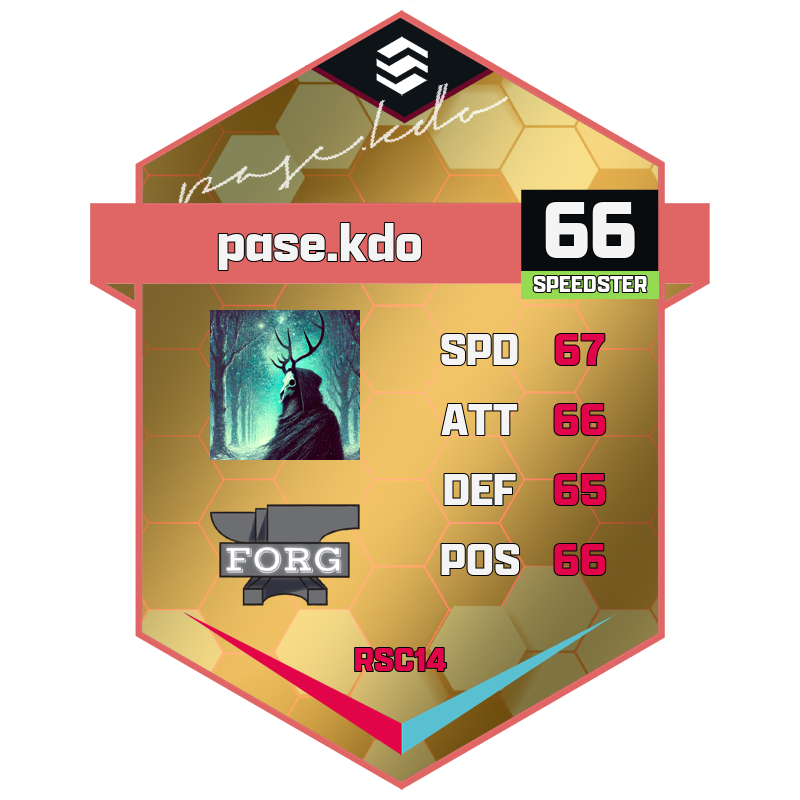 pase.kdo
pase.kdo
66
SPEEDSTER
SPD 67
ATT 66
DEF 65
POS 66
FORG
RSC14